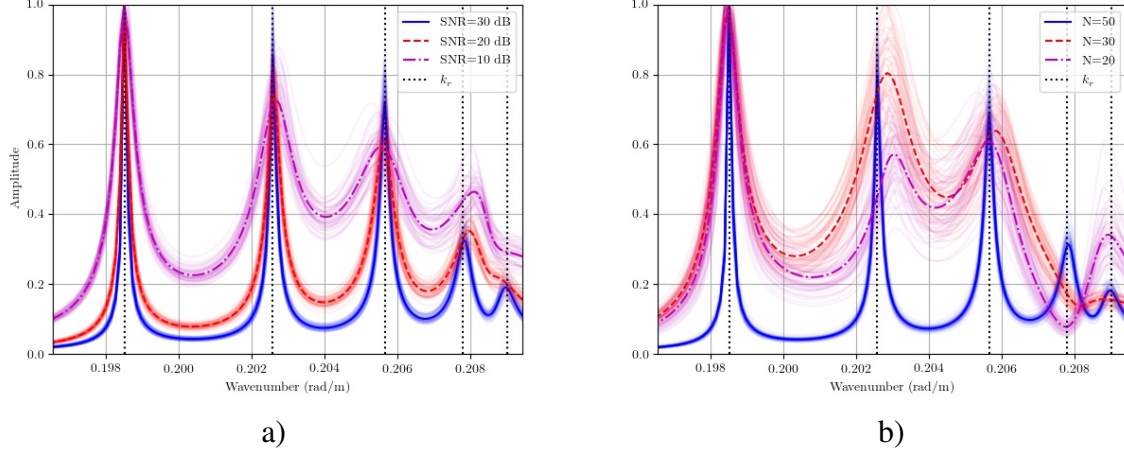 1.0
0.8
0.6
0.4
0.2
0.0
Amplitude
0.198 0.200 0.202 0.204 0.206 0.208
Wavenumber (rad/m)
SNR=30 dB
SNR=20 dB
SNR=10 dB
k_r
a)
1.0
0.8
0.6
0.4
0.2
0.0
0.198 0.200 0.202 0.204 0.206 0.208
Wavenumber (rad/m)
N=50
N=30
N=20
k_r
b)